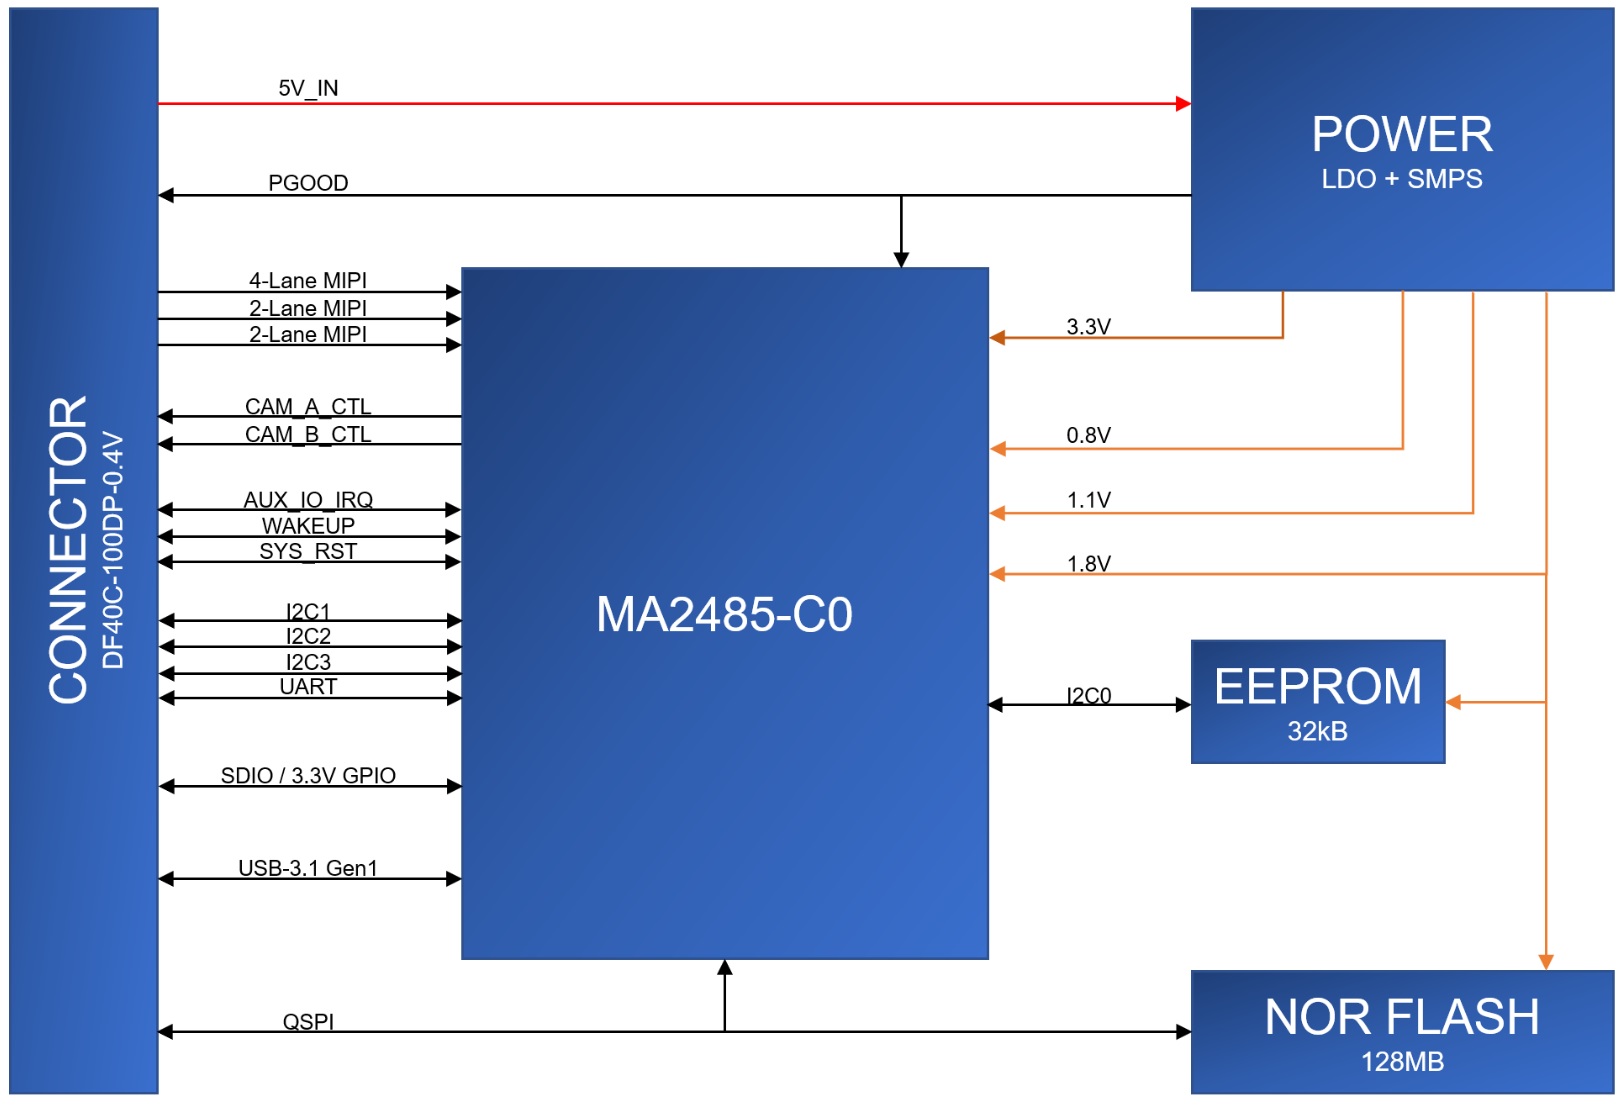 5V_IN
POWER
LDO + SMPS
PGOOD
4-Lane MIPI
2-Lane MIPI
2-Lane MIPI
3.3V
CAM_A_CTL
CAM_B_CTL
0.8V
CONNECTOR
DF40C-100DP-0.4V
AUX_IO_IRQ
WAKEUP
SYS_RST
1.1V
1.8V
MA2485-C0
I2C1
I2C2
I2C3
UART
I2C0
EEPROM
32kB
SDIO / 3.3V GPIO
USB-3.1 Gen1
QSPI
NOR FLASH
128MB